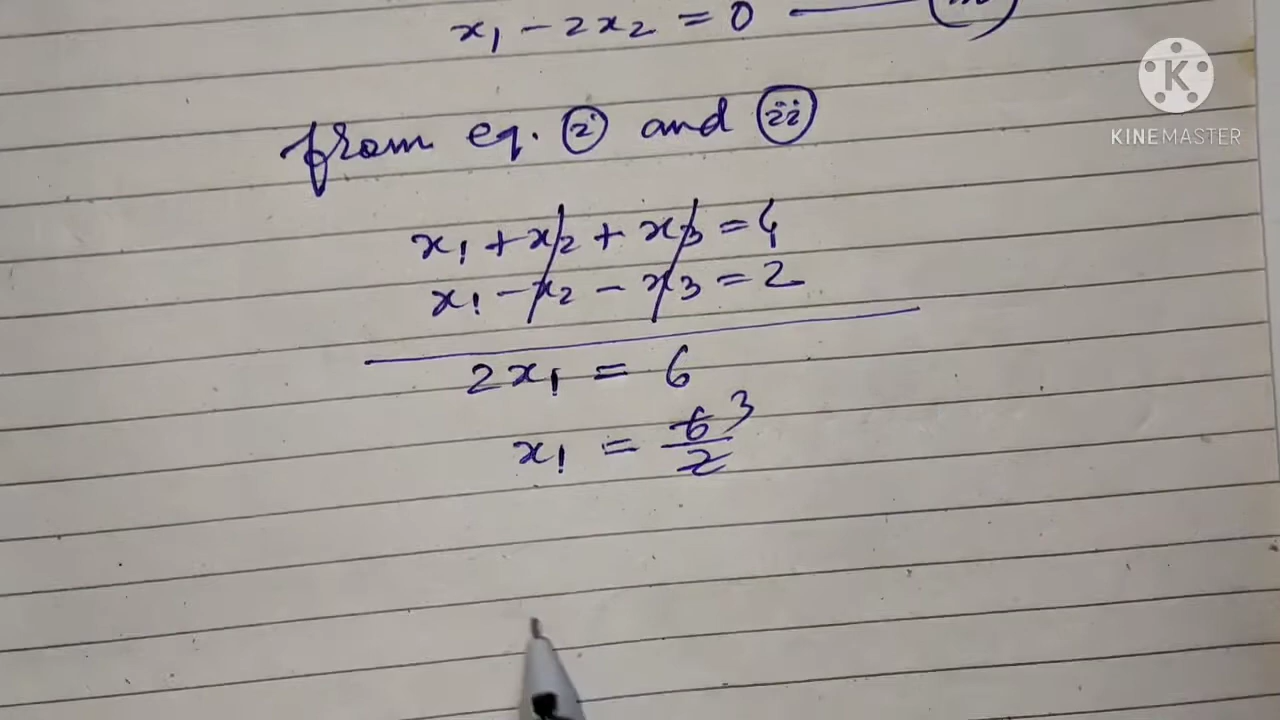 x₁ - 2x₂ = 0 —— (iii)
from eq. (i) and (ii)
x₁ + x₂ + x₃ = 4
x₁ - x₂ - x₃ = 2
2x₁ = 6
x₁ = 6/2 3
K
KINEMASTER